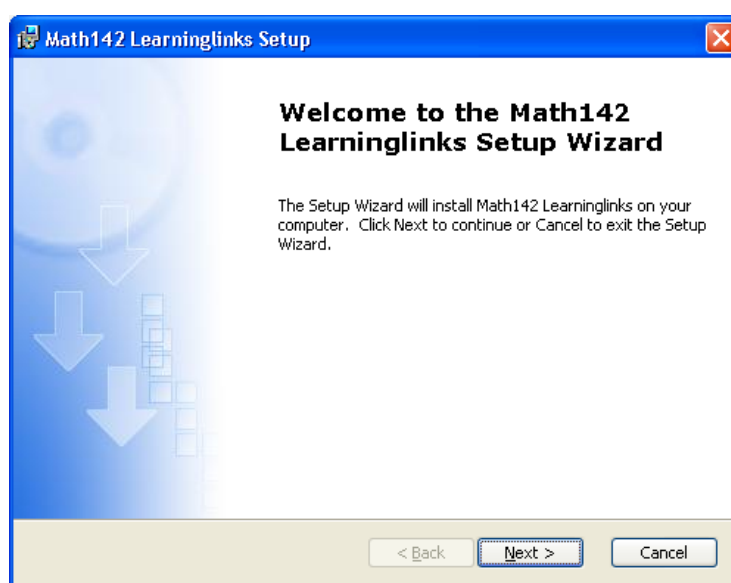 Math142 Learninglinks Setup
Welcome to the Math142
Learninglinks Setup Wizard
The Setup Wizard will install Math142 Learninglinks on your
computer. Click Next to continue or Cancel to exit the Setup
Wizard.
< Back Next > Cancel